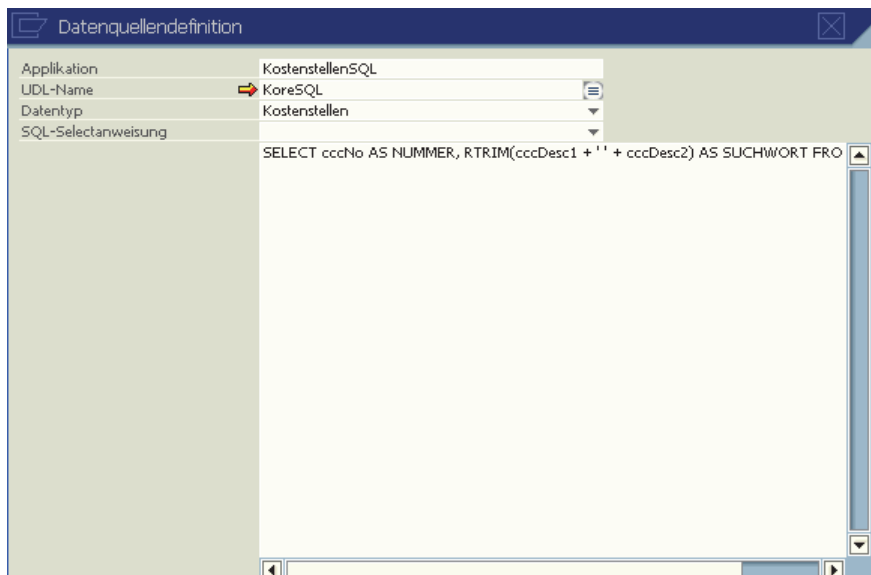 Datenquellendefinition
Applikation KostenstellenSQL
UDL-Name KoreSQL
Datentyp Kostenstellen
SQL-Selectanweisung
SELECT cccNo AS NUMMER, RTRIM(cccDesc1 + ' ' + cccDesc2) AS SUCHWORT FRO